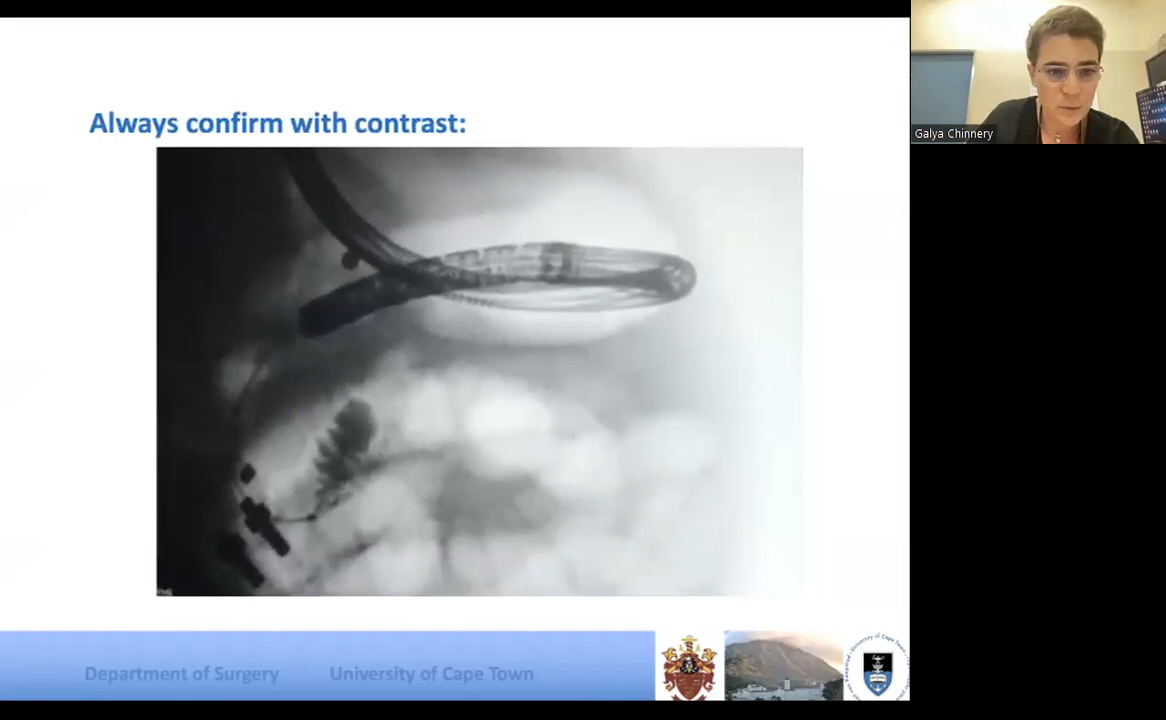 Always confirm with contrast:
Galya Chinnery
Department of Surgery University of Cape Town